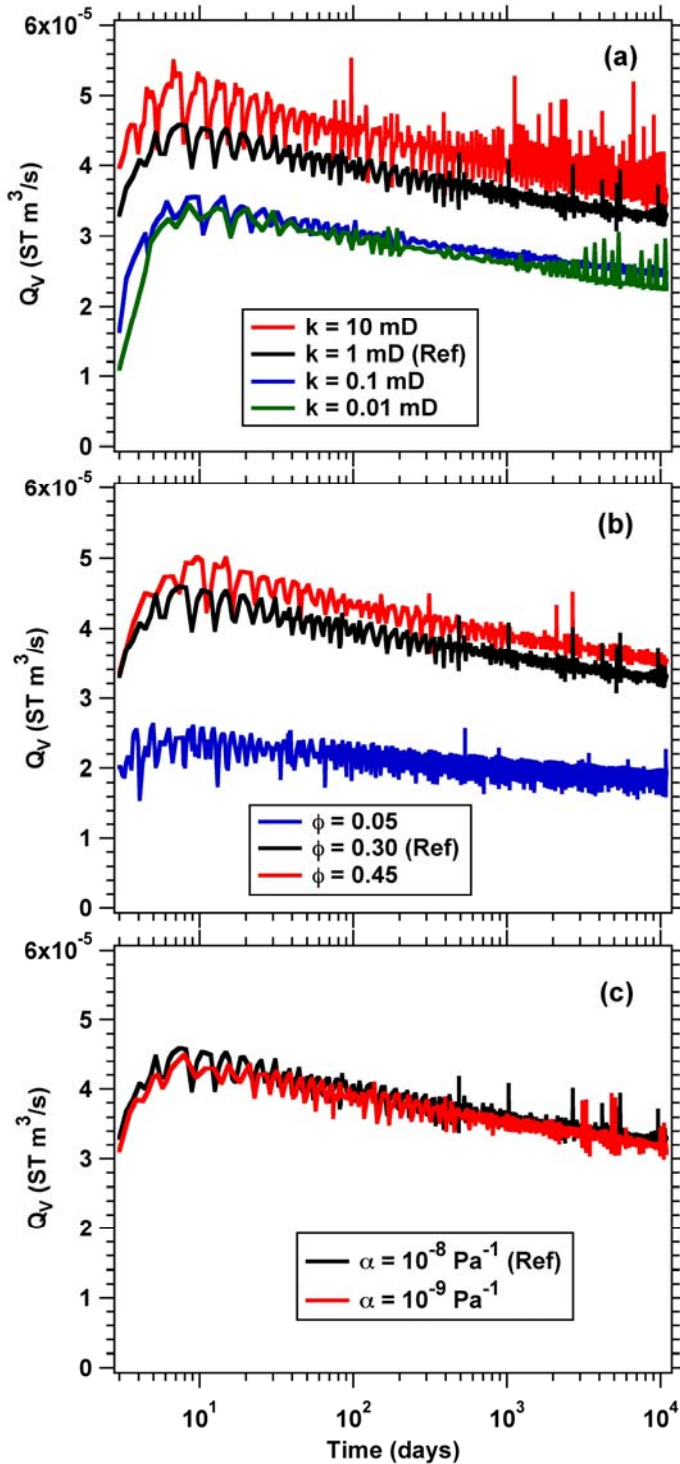 6x10⁻⁵
(a)
5
4
Qᵥ (ST m³/s)
3
2
k = 10 mD
k = 1 mD (Ref)
k = 0.1 mD
k = 0.01 mD
1
0
6x10⁻⁵
(b)
5
4
Qᵥ (ST m³/s)
3
2
ϕ = 0.05
ϕ = 0.30 (Ref)
ϕ = 0.45
1
0
6x10⁻⁵
(c)
5
4
Qᵥ (ST m³/s)
3
2
α = 10⁻⁸ Pa⁻¹ (Ref)
α = 10⁻⁹ Pa⁻¹
1
0
10¹ 10² 10³ 10⁴
Time (days)